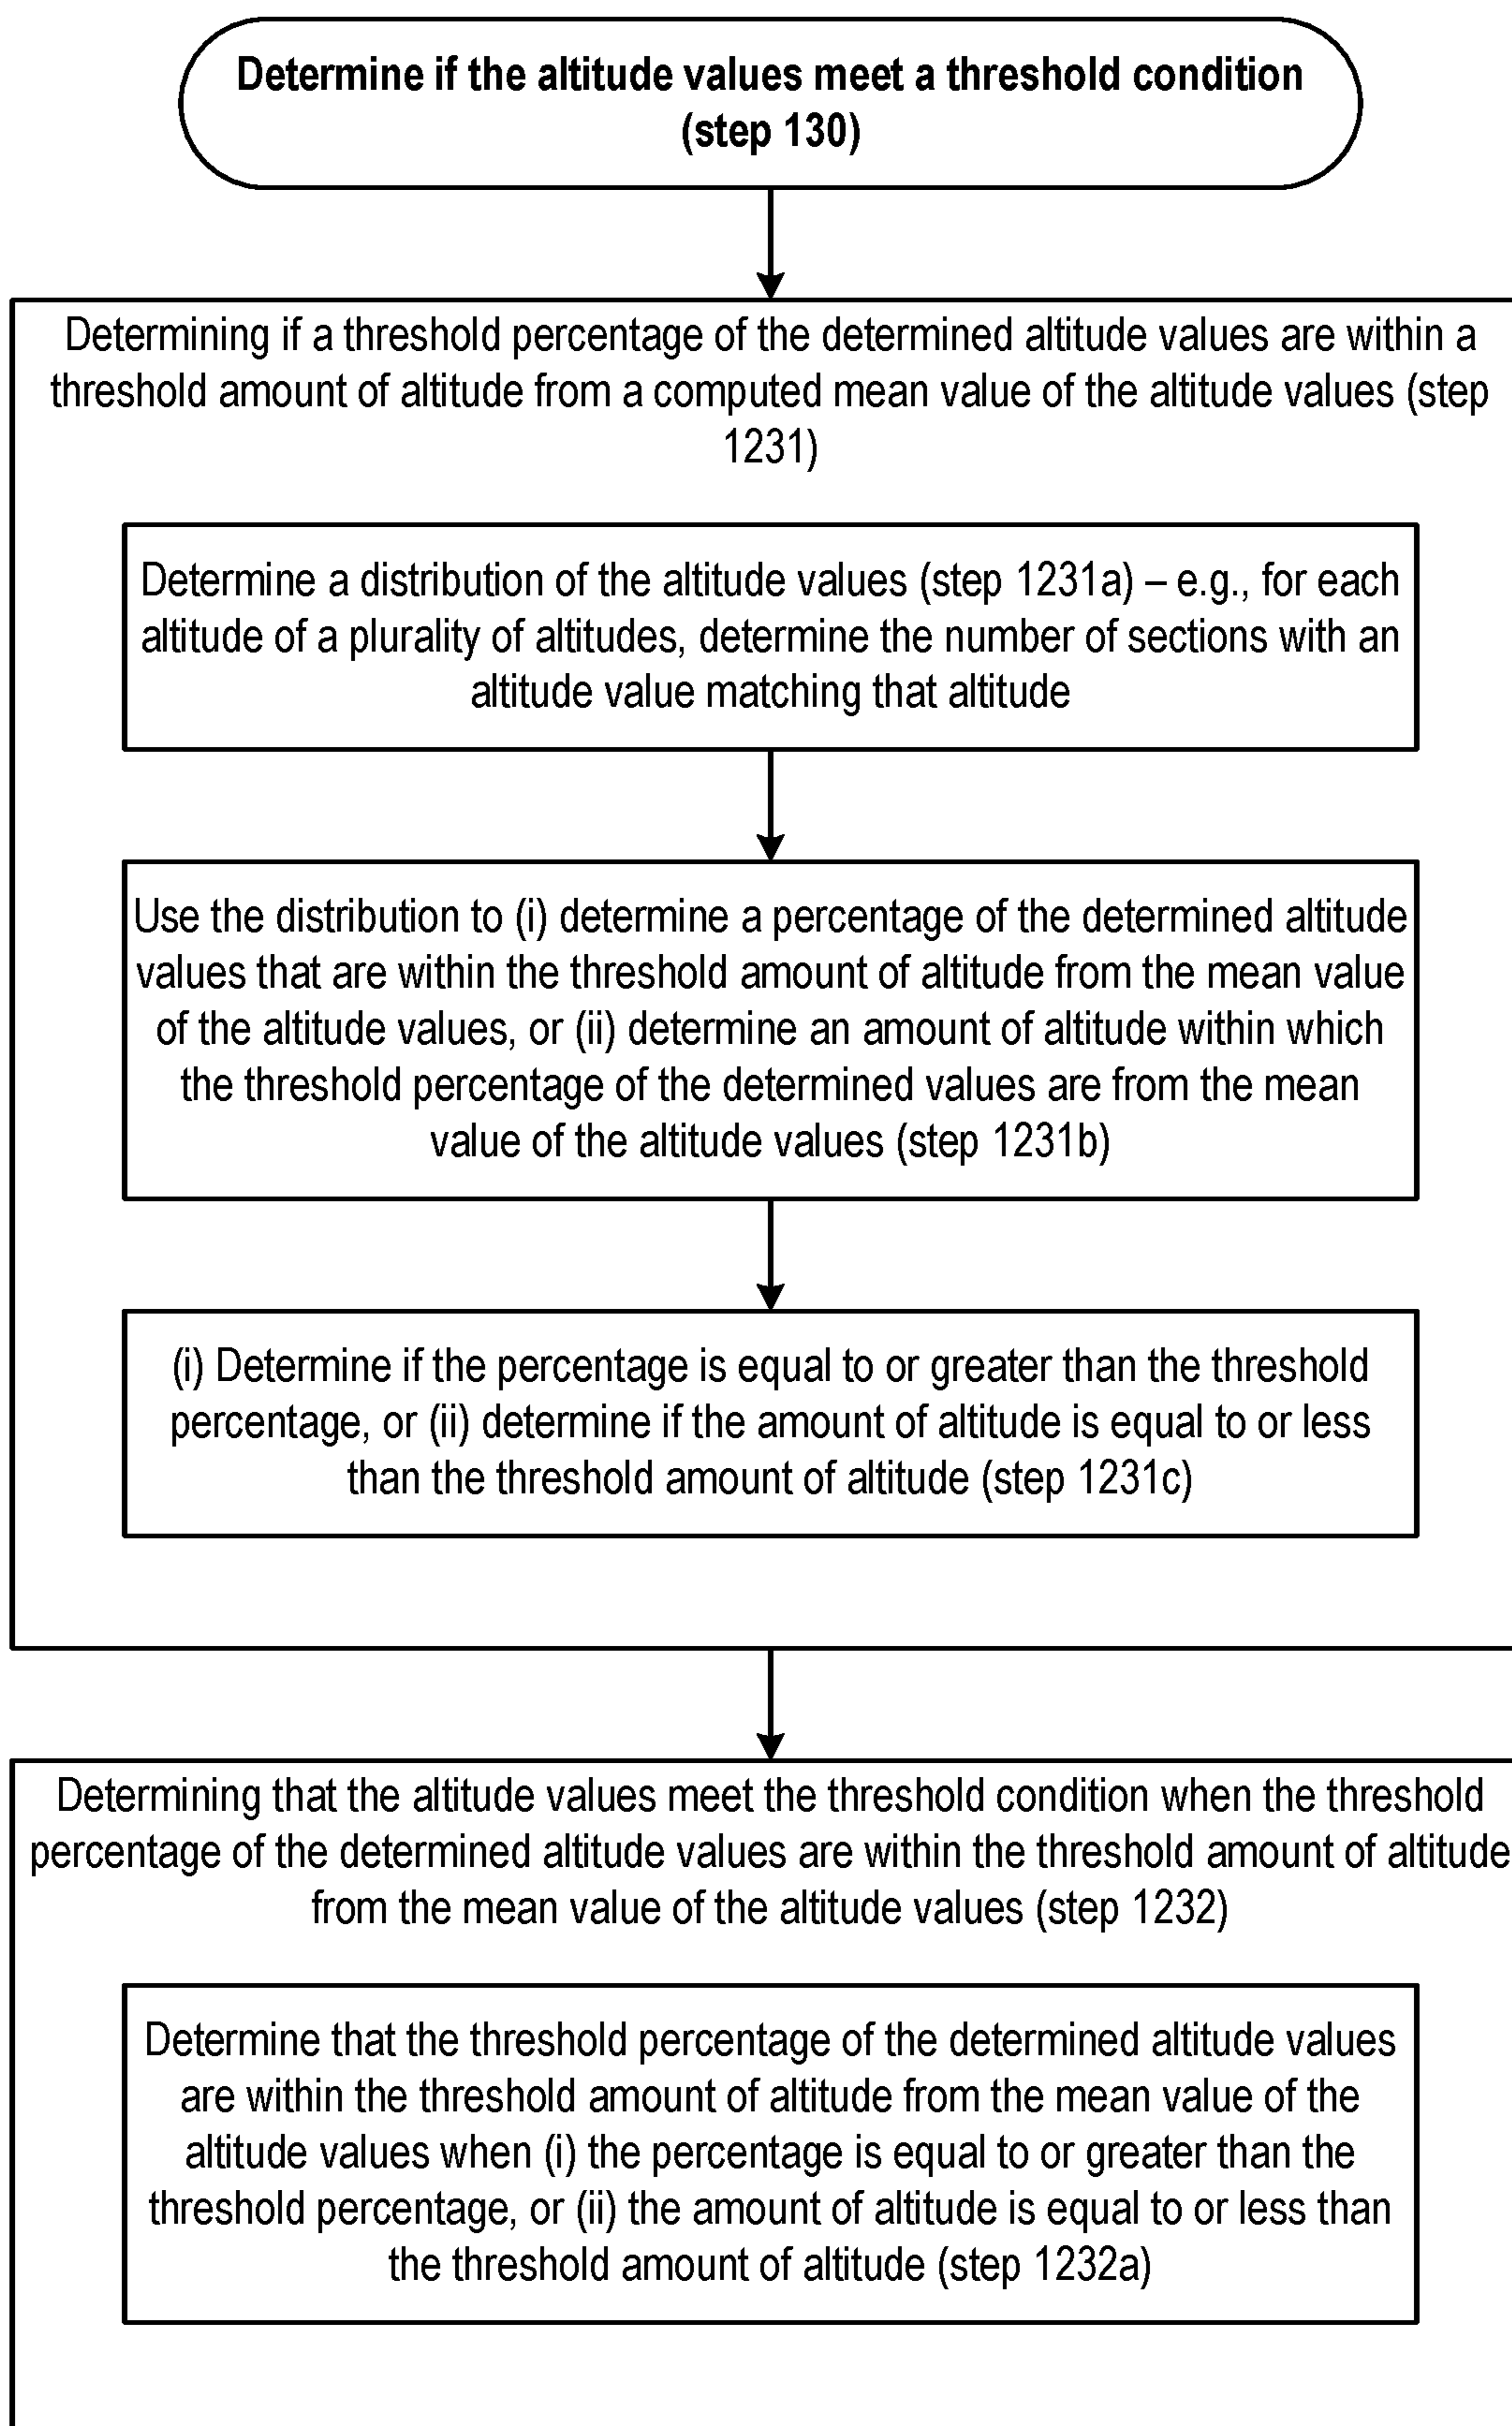 Determine if the altitude values meet a threshold condition
(step 130)
Determining if a threshold percentage of the determined altitude values are within a
threshold amount of altitude from a computed mean value of the altitude values (step
1231)
Determine a distribution of the altitude values (step 1231a) – e.g., for each
altitude of a plurality of altitudes, determine the number of sections with an
altitude value matching that altitude
Use the distribution to (i) determine a percentage of the determined altitude
values that are within the threshold amount of altitude from the mean value
of the altitude values, or (ii) determine an amount of altitude within which
the threshold percentage of the determined values are from the mean
value of the altitude values (step 1231b)
(i) Determine if the percentage is equal to or greater than the threshold
percentage, or (ii) determine if the amount of altitude is equal to or less
than the threshold amount of altitude (step 1231c)
Determining that the altitude values meet the threshold condition when the threshold
percentage of the determined altitude values are within the threshold amount of altitude
from the mean value of the altitude values (step 1232)
Determine that the threshold percentage of the determined altitude values
are within the threshold amount of altitude from the mean value of the
altitude values when (i) the percentage is equal to or greater than the
threshold percentage, or (ii) the amount of altitude is equal to or less than
the threshold amount of altitude (step 1232a)